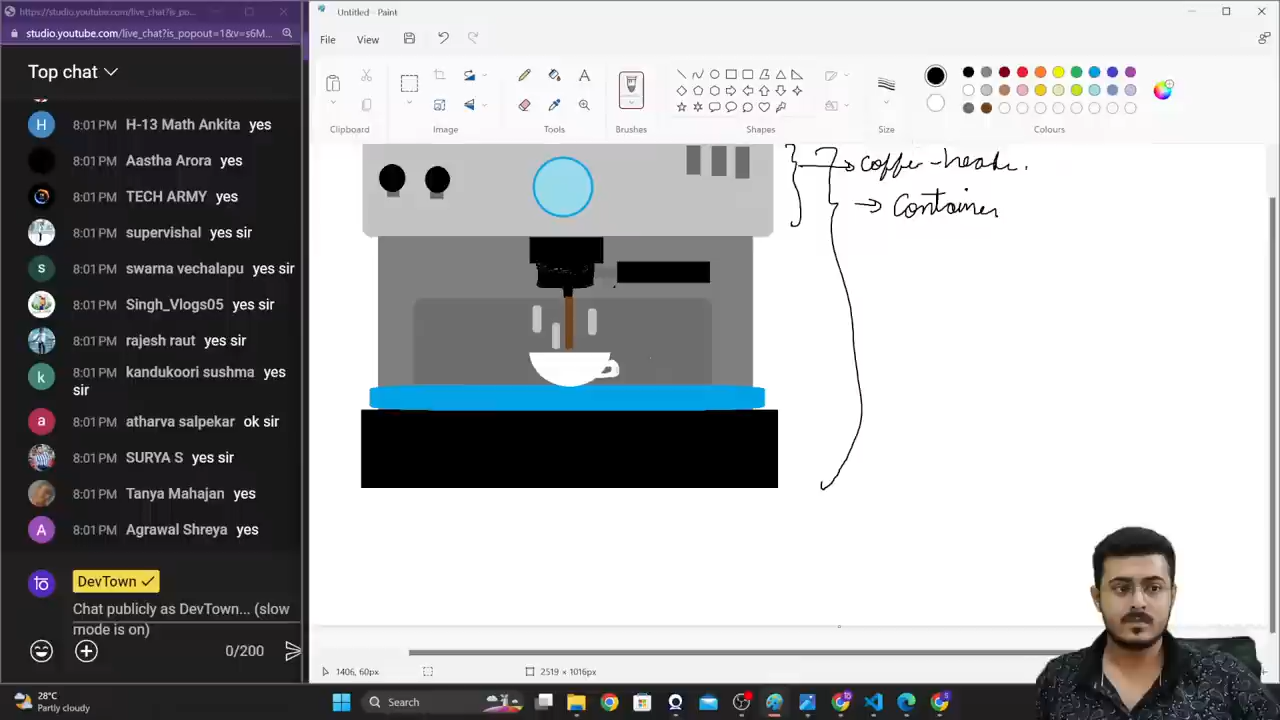 https://studio.youtube.com/live_chat?is_popout=1&v=s6M...
studio.youtube.com/live_chat?is_popout=1&v=s6M...
Top chat
H
8:01 PM H-13 Math Ankita yes
8:01 PM Aastha Arora yes
8:01 PM TECH ARMY yes
8:01 PM supervishal yes sir
s
8:01 PM swarna vechalapu yes sir
8:01 PM Singh_Vlogs05 yes sir
8:01 PM rajesh raut yes sir
k
8:01 PM kandukoori sushma yes
sir
a
8:01 PM atharva salpekar ok sir
8:01 PM SURYA S yes sir
8:01 PM Tanya Mahajan yes
A
8:01 PM Agrawal Shreya yes
DevTown
Chat publicly as DevTown... (slow
mode is on)
0/200
Untitled - Paint
File View
Clipboard Image Tools Brushes Shapes Size Colours
Container
1406, 60px 2519 × 1016px
28°C
Partly cloudy
Search